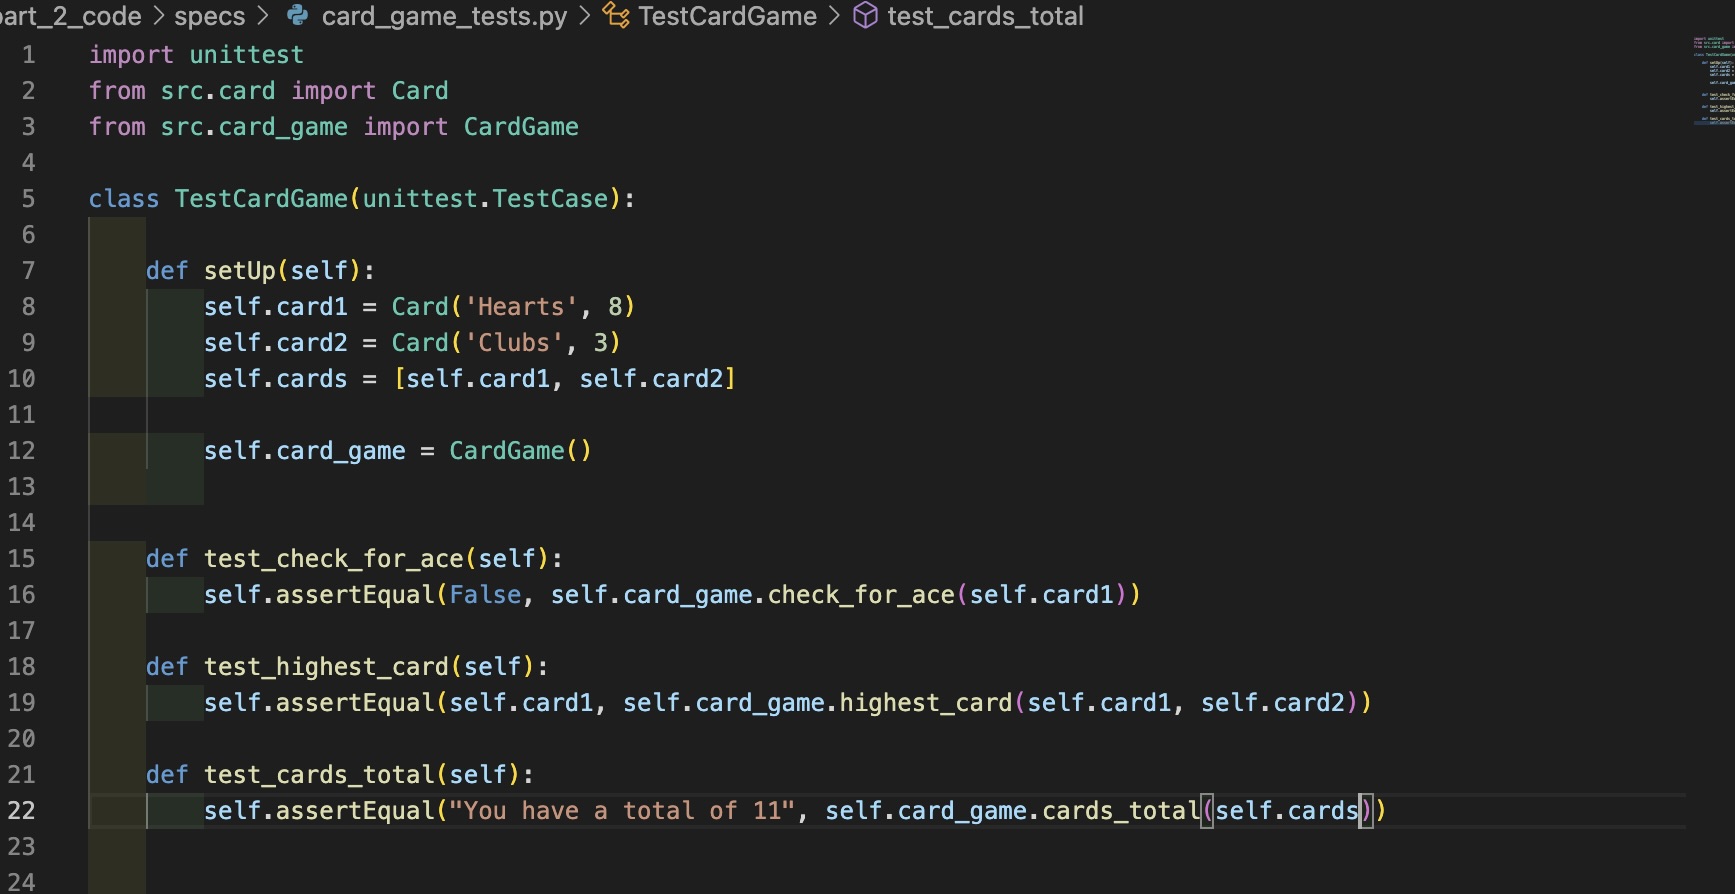 part_2_code > specs > card_game_tests.py > TestCardGame > test_cards_total
1 import unittest
2 from src.card import Card
3 from src.card_game import CardGame
4
5 class TestCardGame(unittest.TestCase):
6
7     def setUp(self):
8         self.card1 = Card('Hearts', 8)
9         self.card2 = Card('Clubs', 3)
10         self.cards = [self.card1, self.card2]
11
12         self.card_game = CardGame()
13
14
15     def test_check_for_ace(self):
16         self.assertEqual(False, self.card_game.check_for_ace(self.card1))
17
18     def test_highest_card(self):
19         self.assertEqual(self.card1, self.card_game.highest_card(self.card1, self.card2))
20
21     def test_cards_total(self):
22         self.assertEqual("You have a total of 11", self.card_game.cards_total(self.cards))
23
24